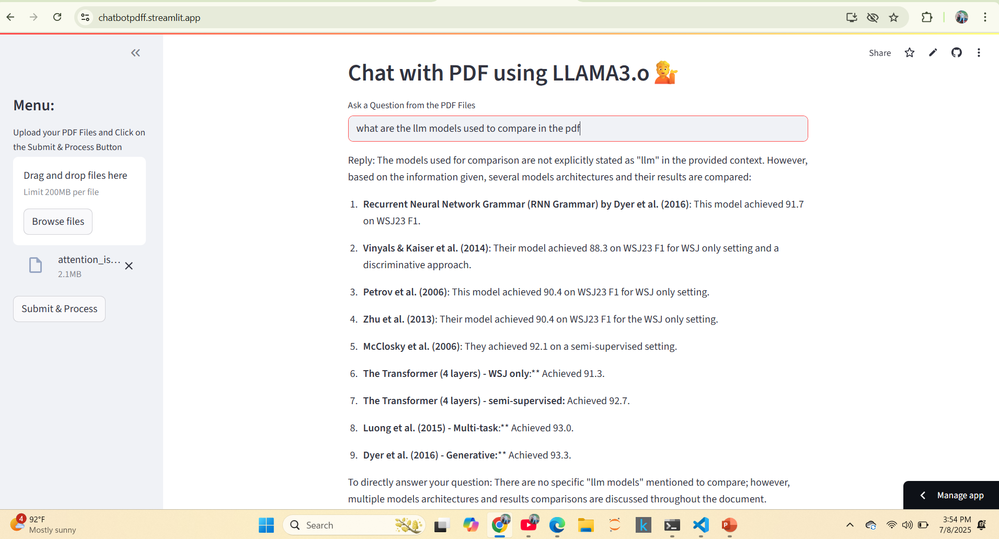 chatbotpdff.streamlit.app
Share
Menu:
Upload your PDF Files and Click on
the Submit & Process Button
Drag and drop files here
Limit 200MB per file
Browse files
attention_is...
2.1MB
Submit & Process
Chat with PDF using LLAMA3.o
Ask a Question from the PDF Files
what are the llm models used to compare in the pdf
Reply: The models used for comparison are not explicitly stated as "llm" in the provided context. However,
based on the information given, several models architectures and their results are compared:
1. Recurrent Neural Network Grammar (RNN Grammar) by Dyer et al. (2016): This model achieved 91.7
on WSJ23 F1.
2. Vinyals & Kaiser et al. (2014): Their model achieved 88.3 on WSJ23 F1 for WSJ only setting and a
discriminative approach.
3. Petrov et al. (2006): This model achieved 90.4 on WSJ23 F1 for WSJ only setting.
4. Zhu et al. (2013): Their model achieved 90.4 on WSJ23 F1 for the WSJ only setting.
5. McClosky et al. (2006): They achieved 92.1 on a semi-supervised setting.
6. The Transformer (4 layers) - WSJ only:** Achieved 91.3.
7. The Transformer (4 layers) - semi-supervised: Achieved 92.7.
8. Luong et al. (2015) - Multi-task:** Achieved 93.0.
9. Dyer et al. (2016) - Generative:** Achieved 93.3.
To directly answer your question: There are no specific "llm models" mentioned to compare; however,
multiple models architectures and results comparisons are discussed throughout the document.
Manage app
4
92°F
Mostly sunny
Search
k
P
3:54 PM
7/8/2025